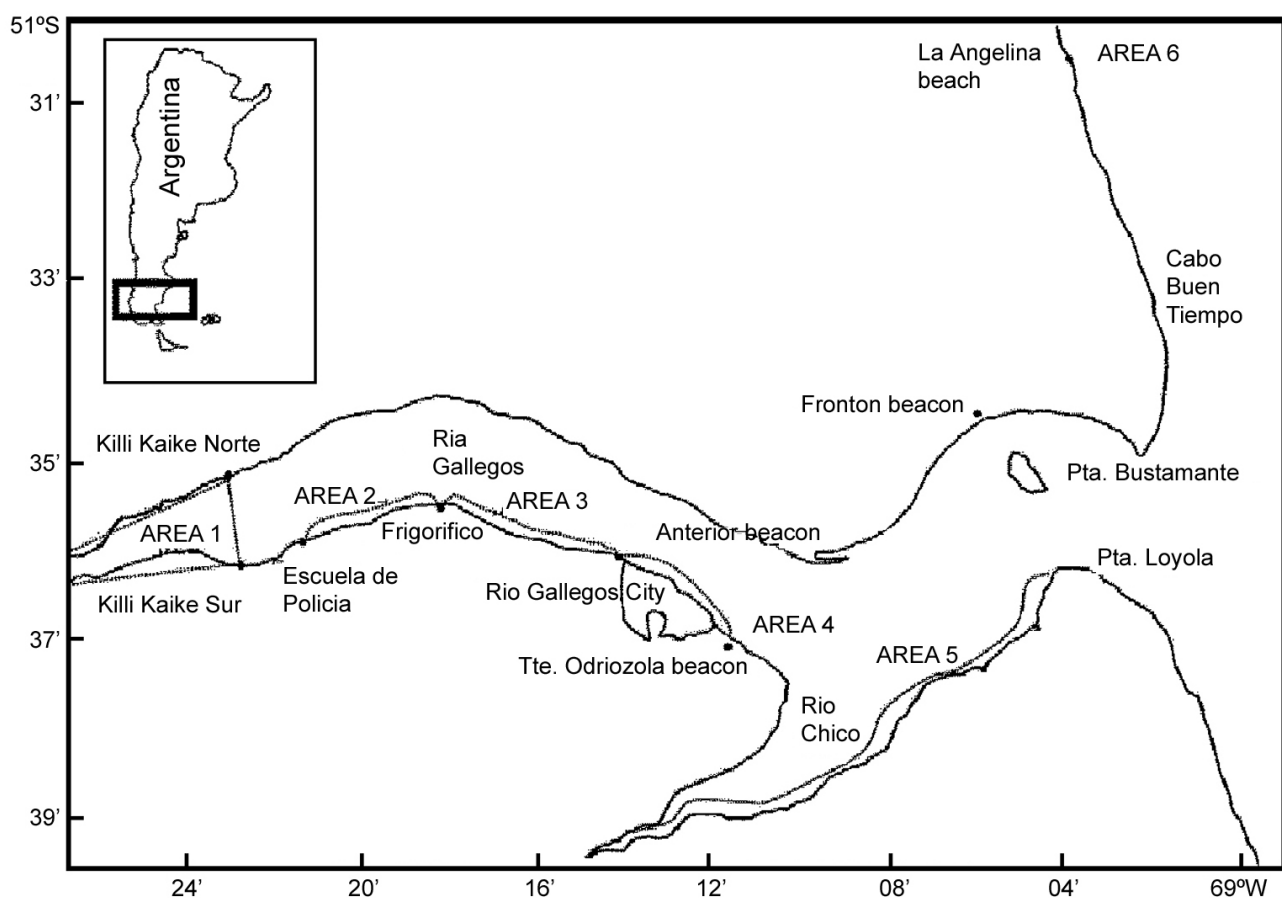 51°S
La Angelina
beach
AREA 6
31’
Argentina
33’
Cabo
Buen
Tiempo
Fronton beacon
Killi Kaike Norte
Ria
Gallegos
35’
Pta. Bustamante
AREA 2
AREA 3
AREA 1
Frigorifico
Anterior beacon
Pta. Loyola
Escuela de
Policia
Rio Gallegos City
Killi Kaike Sur
37’
AREA 4
Tte. Odriozola beacon
AREA 5
Rio
Chico
39’
24’
20’
16’
12’
08’
04’
69°W